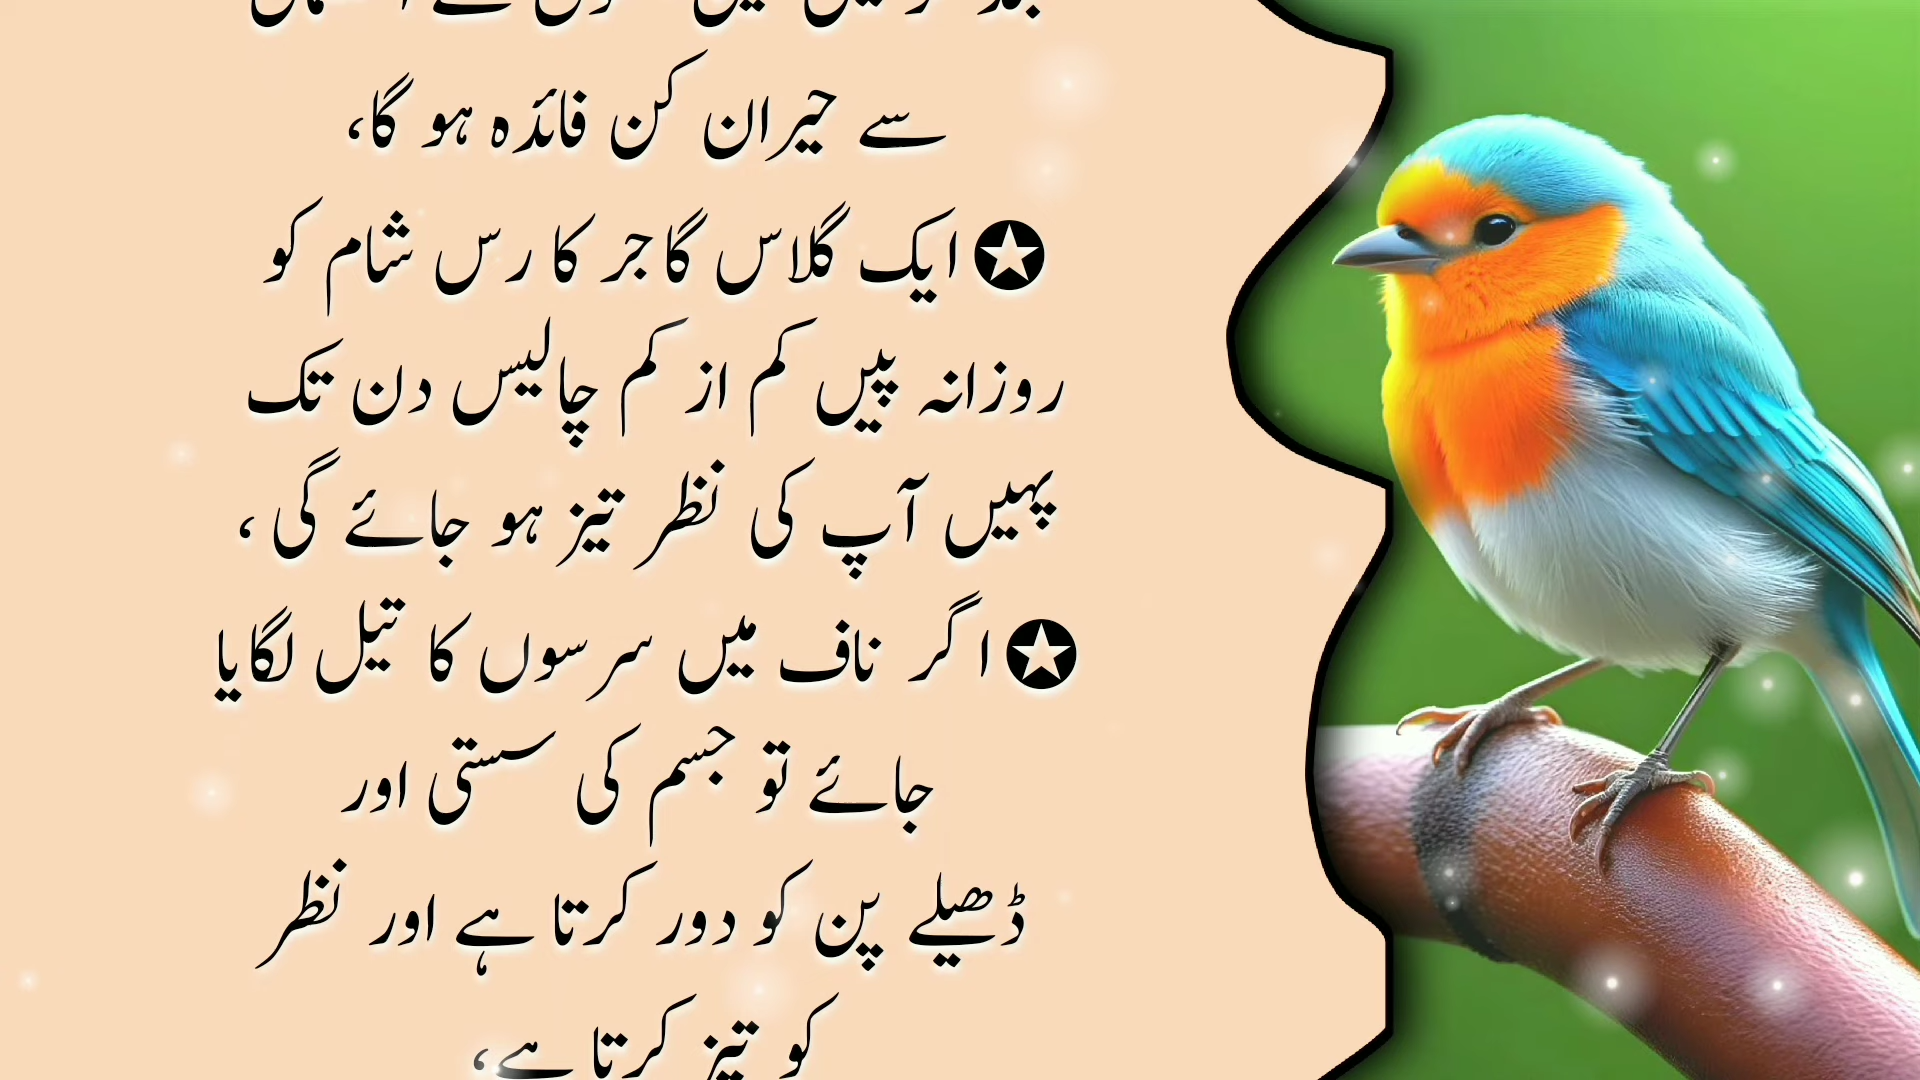 سے حیران کن فائدہ ہو گا،
✪ ایک گلاس گاجر کا رس شام کو
روزانہ پیں کم از کم چالیس دن تک
پہیں آپ کی نظر تیز ہو جائے گی،
✪ اگر ناف میں سرسوں کا تیل لگایا
جائے تو جسم کی سستی اور
ڈھیلے پن کو دور کرتا ہے اور نظر
کو تیز کرتا ہے،